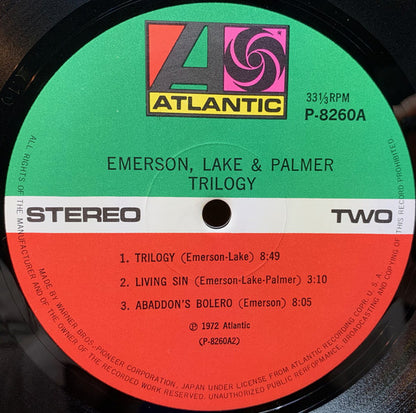 ATLANTIC
33⅓RPM
P-8260A
EMERSON, LAKE & PALMER
TRILOGY
STEREO
TWO
1. TRILOGY (Emerson-Lake) 8:49
2. LIVING SIN (Emerson-Lake-Palmer) 3:10
3. ABADDON'S BOLERO (Emerson) 8:05
℗ 1972 Atlantic
(P-8260A2)
ALL RIGHTS OF THE MANUFACTURER AND OF THE OWNER OF THE RECORDED WORK RESERVED. UNAUTHORIZED PUBLIC PERFORMANCE, BROADCASTING AND COPYING OF THIS RECORD PROHIBITED
MADE BY WARNER BROS.-PIONEER CORPORATION, JAPAN UNDER LICENSE FROM ATLANTIC RECORDING CORP., U.S.A.